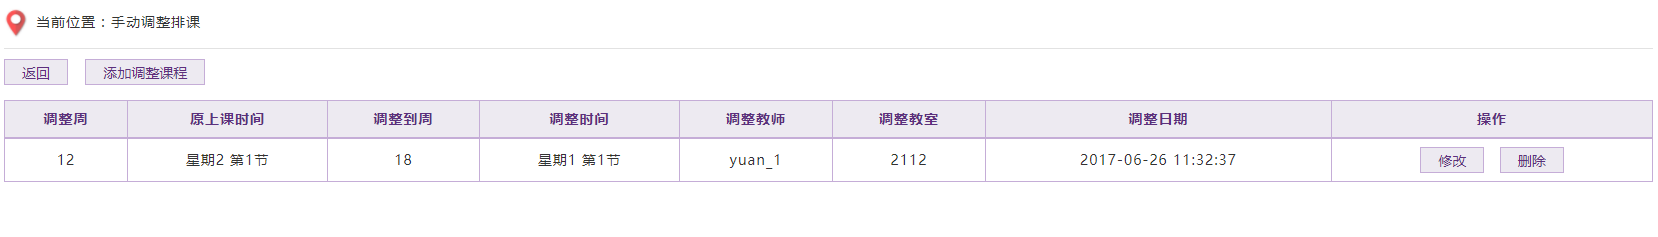 当前位置：手动调整排课
返回 添加调整课程
调整周 原上课时间 调整到周 调整时间 调整教师 调整教室 调整日期 操作
12 星期2 第1节 18 星期1 第1节 yuan_1 2112 2017-06-26 11:32:37 修改 删除